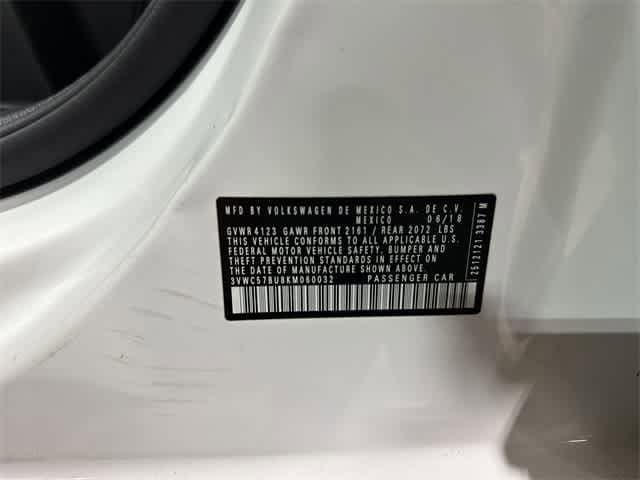 MFD BY VOLKSWAGEN DE MEXICO S.A. DE C.V.
MEXICO 06/18
GVWR 4123 GAWR FRONT 2161 / REAR 2072 LBS
THIS VEHICLE CONFORMS TO ALL APPLICABLE U.S.
FEDERAL MOTOR VEHICLE SAFETY, BUMPER AND
THEFT PREVENTION STANDARDS IN EFFECT ON
THE DATE OF MANUFACTURE SHOWN ABOVE.
3VWC57BU8KM060032 PASSENGER CAR
2512121 3387 M